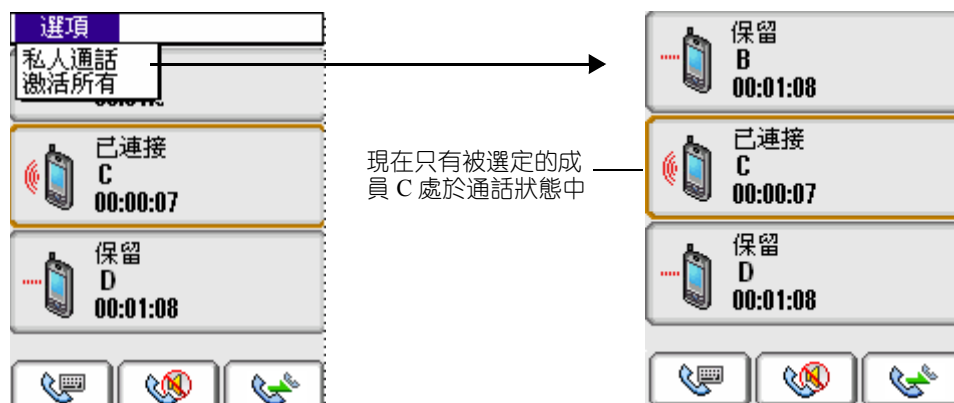 選項
私人通話
激活所有
已連接
C
00:00:07
保留
D
00:01:08
現在只有被選定的成
員 C 處於通話狀態中
保留
B
00:01:08
已連接
C
00:00:07
保留
D
00:01:08